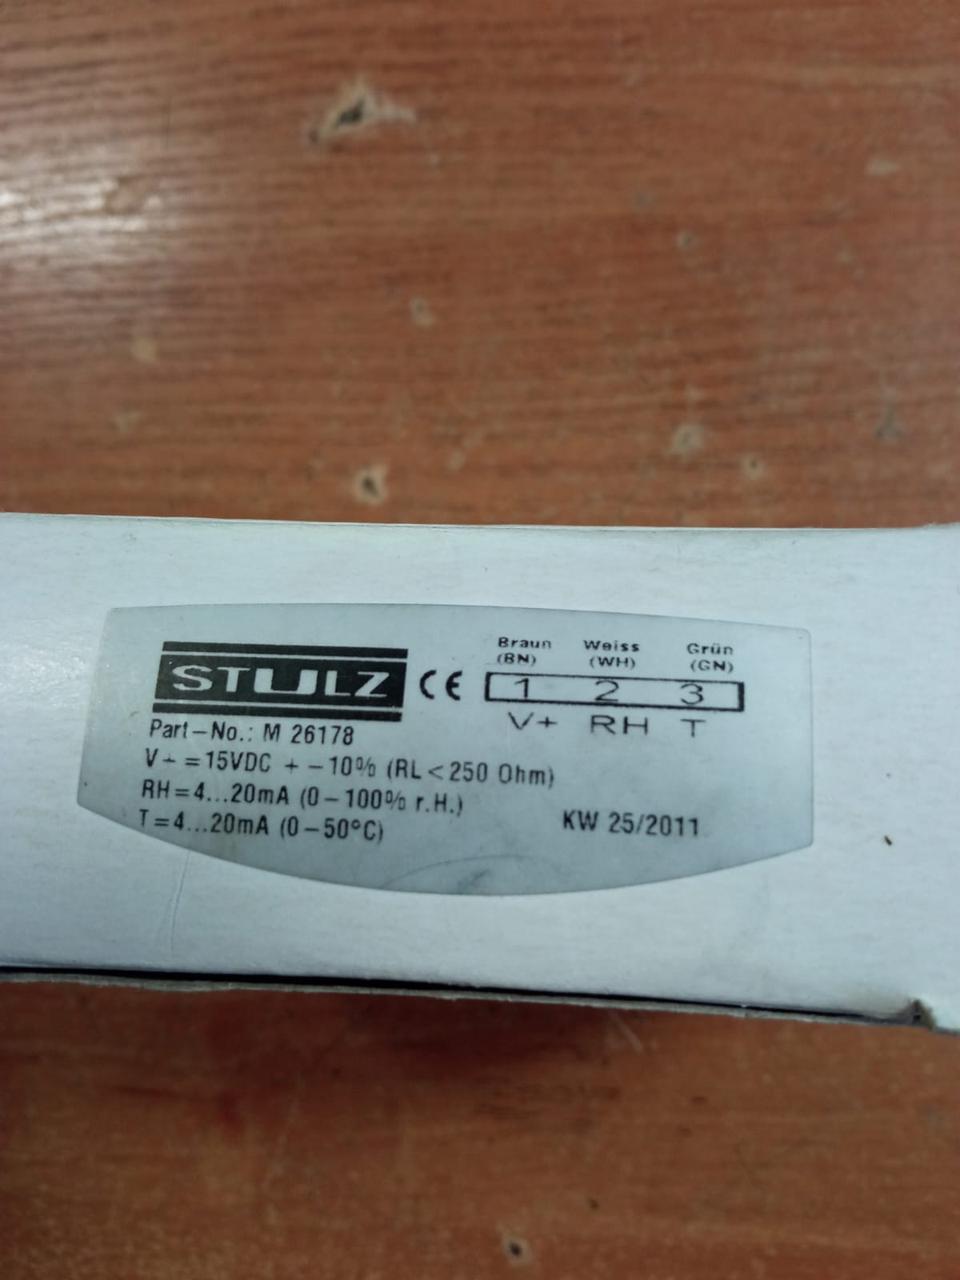 STULZ CE
Braun Weiss Grün
(BN) (WH) (GN)
1 2 3
V+ RH T
Part-No.: M 26178
V+ = 15VDC + - 10% (RL < 250 Ohm)
RH = 4...20mA (0 - 100% r.H.)
T = 4...20mA (0 - 50°C)
KW 25/2011